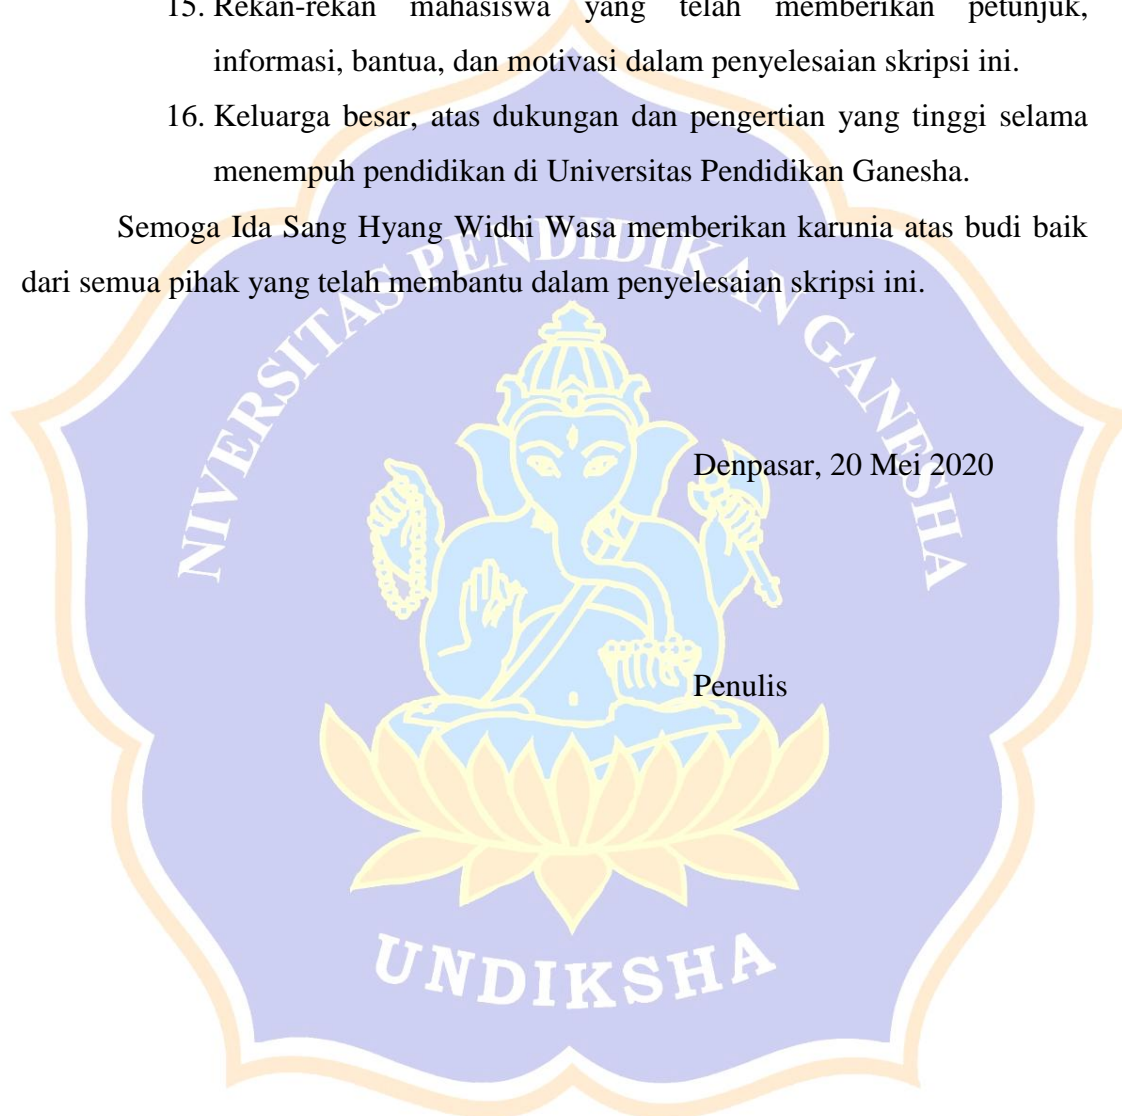 15. Rekan-rekan mahasiswa yang telah memberikan petunjuk,
informasi, bantua, dan motivasi dalam penyelesaian skripsi ini.
16. Keluarga besar, atas dukungan dan pengertian yang tinggi selama
menempuh pendidikan di Universitas Pendidikan Ganesha.
Semoga Ida Sang Hyang Widhi Wasa memberikan karunia atas budi baik
dari semua pihak yang telah membantu dalam penyelesaian skripsi ini.
NIVERSITAS PENDIDIKAN GANESHA
Denpasar, 20 Mei 2020
Penulis
UNDIKSHA